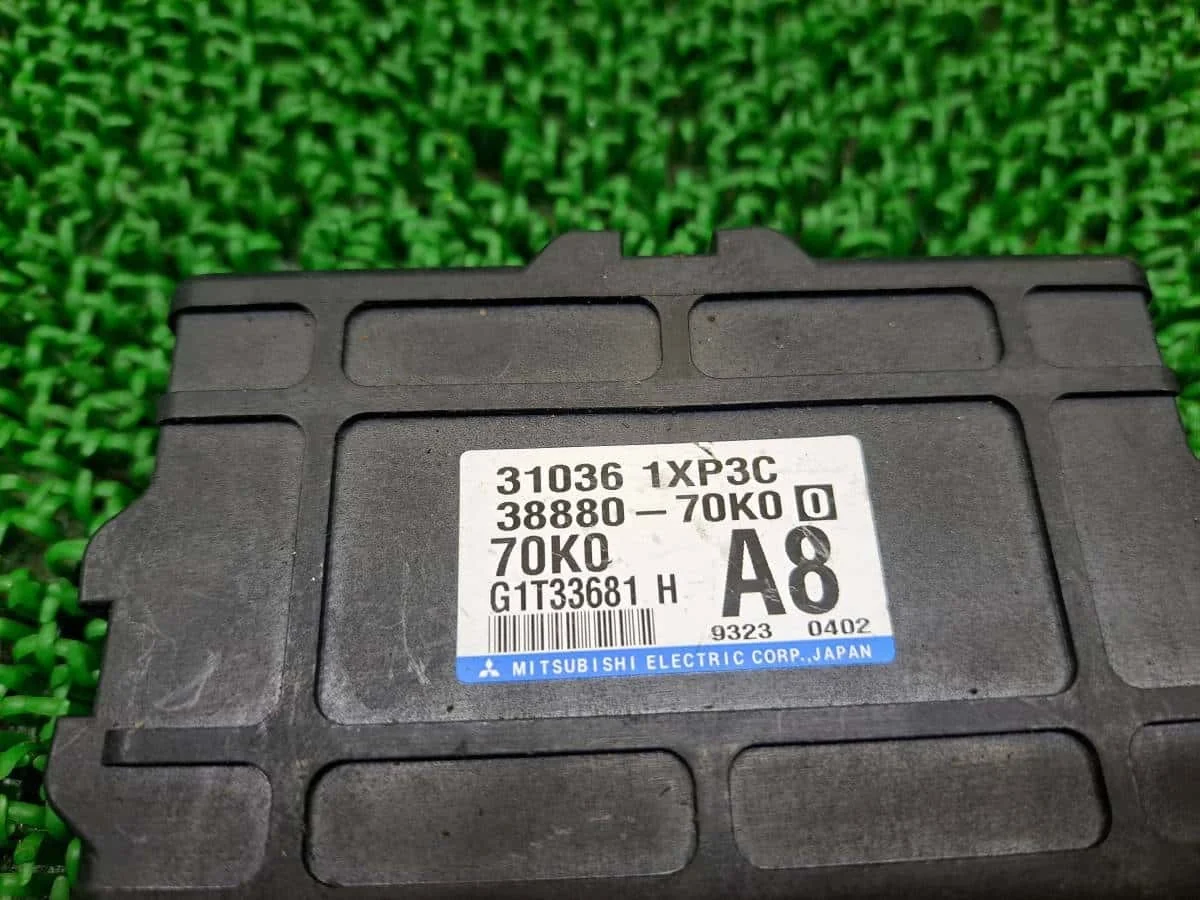 31036 1XP3C
38880-70K0 0
70K0
A8
G1T33681 H
9323 0402
MITSUBISHI ELECTRIC CORP., JAPAN